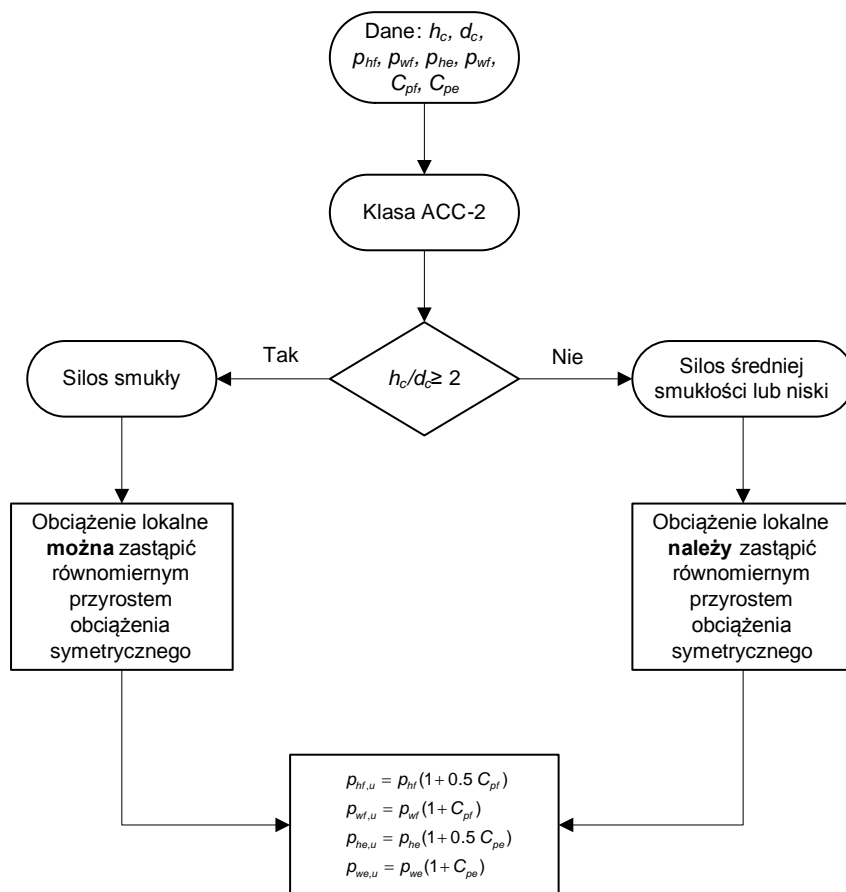 Dane: h_c, d_c,
p_hf, p_wf, p_he, p_wf,
C_pf, C_pe
Klasa ACC-2
Tak
h_c/d_c ≥ 2
Nie
Silos smukły
Silos średniej
smukłości lub niski
Obciążenie lokalne
można zastąpić
równomiernym
przyrostem
obciążenia
symetrycznego
Obciążenie lokalne
należy zastąpić
równomiernym
przyrostem
obciążenia
symetrycznego
p_hf,u = p_hf(1+0.5 C_pf)
p_wf,u = p_wf(1+C_pf)
p_he,u = p_he(1+0.5 C_pe)
p_we,u = p_we(1+C_pe)